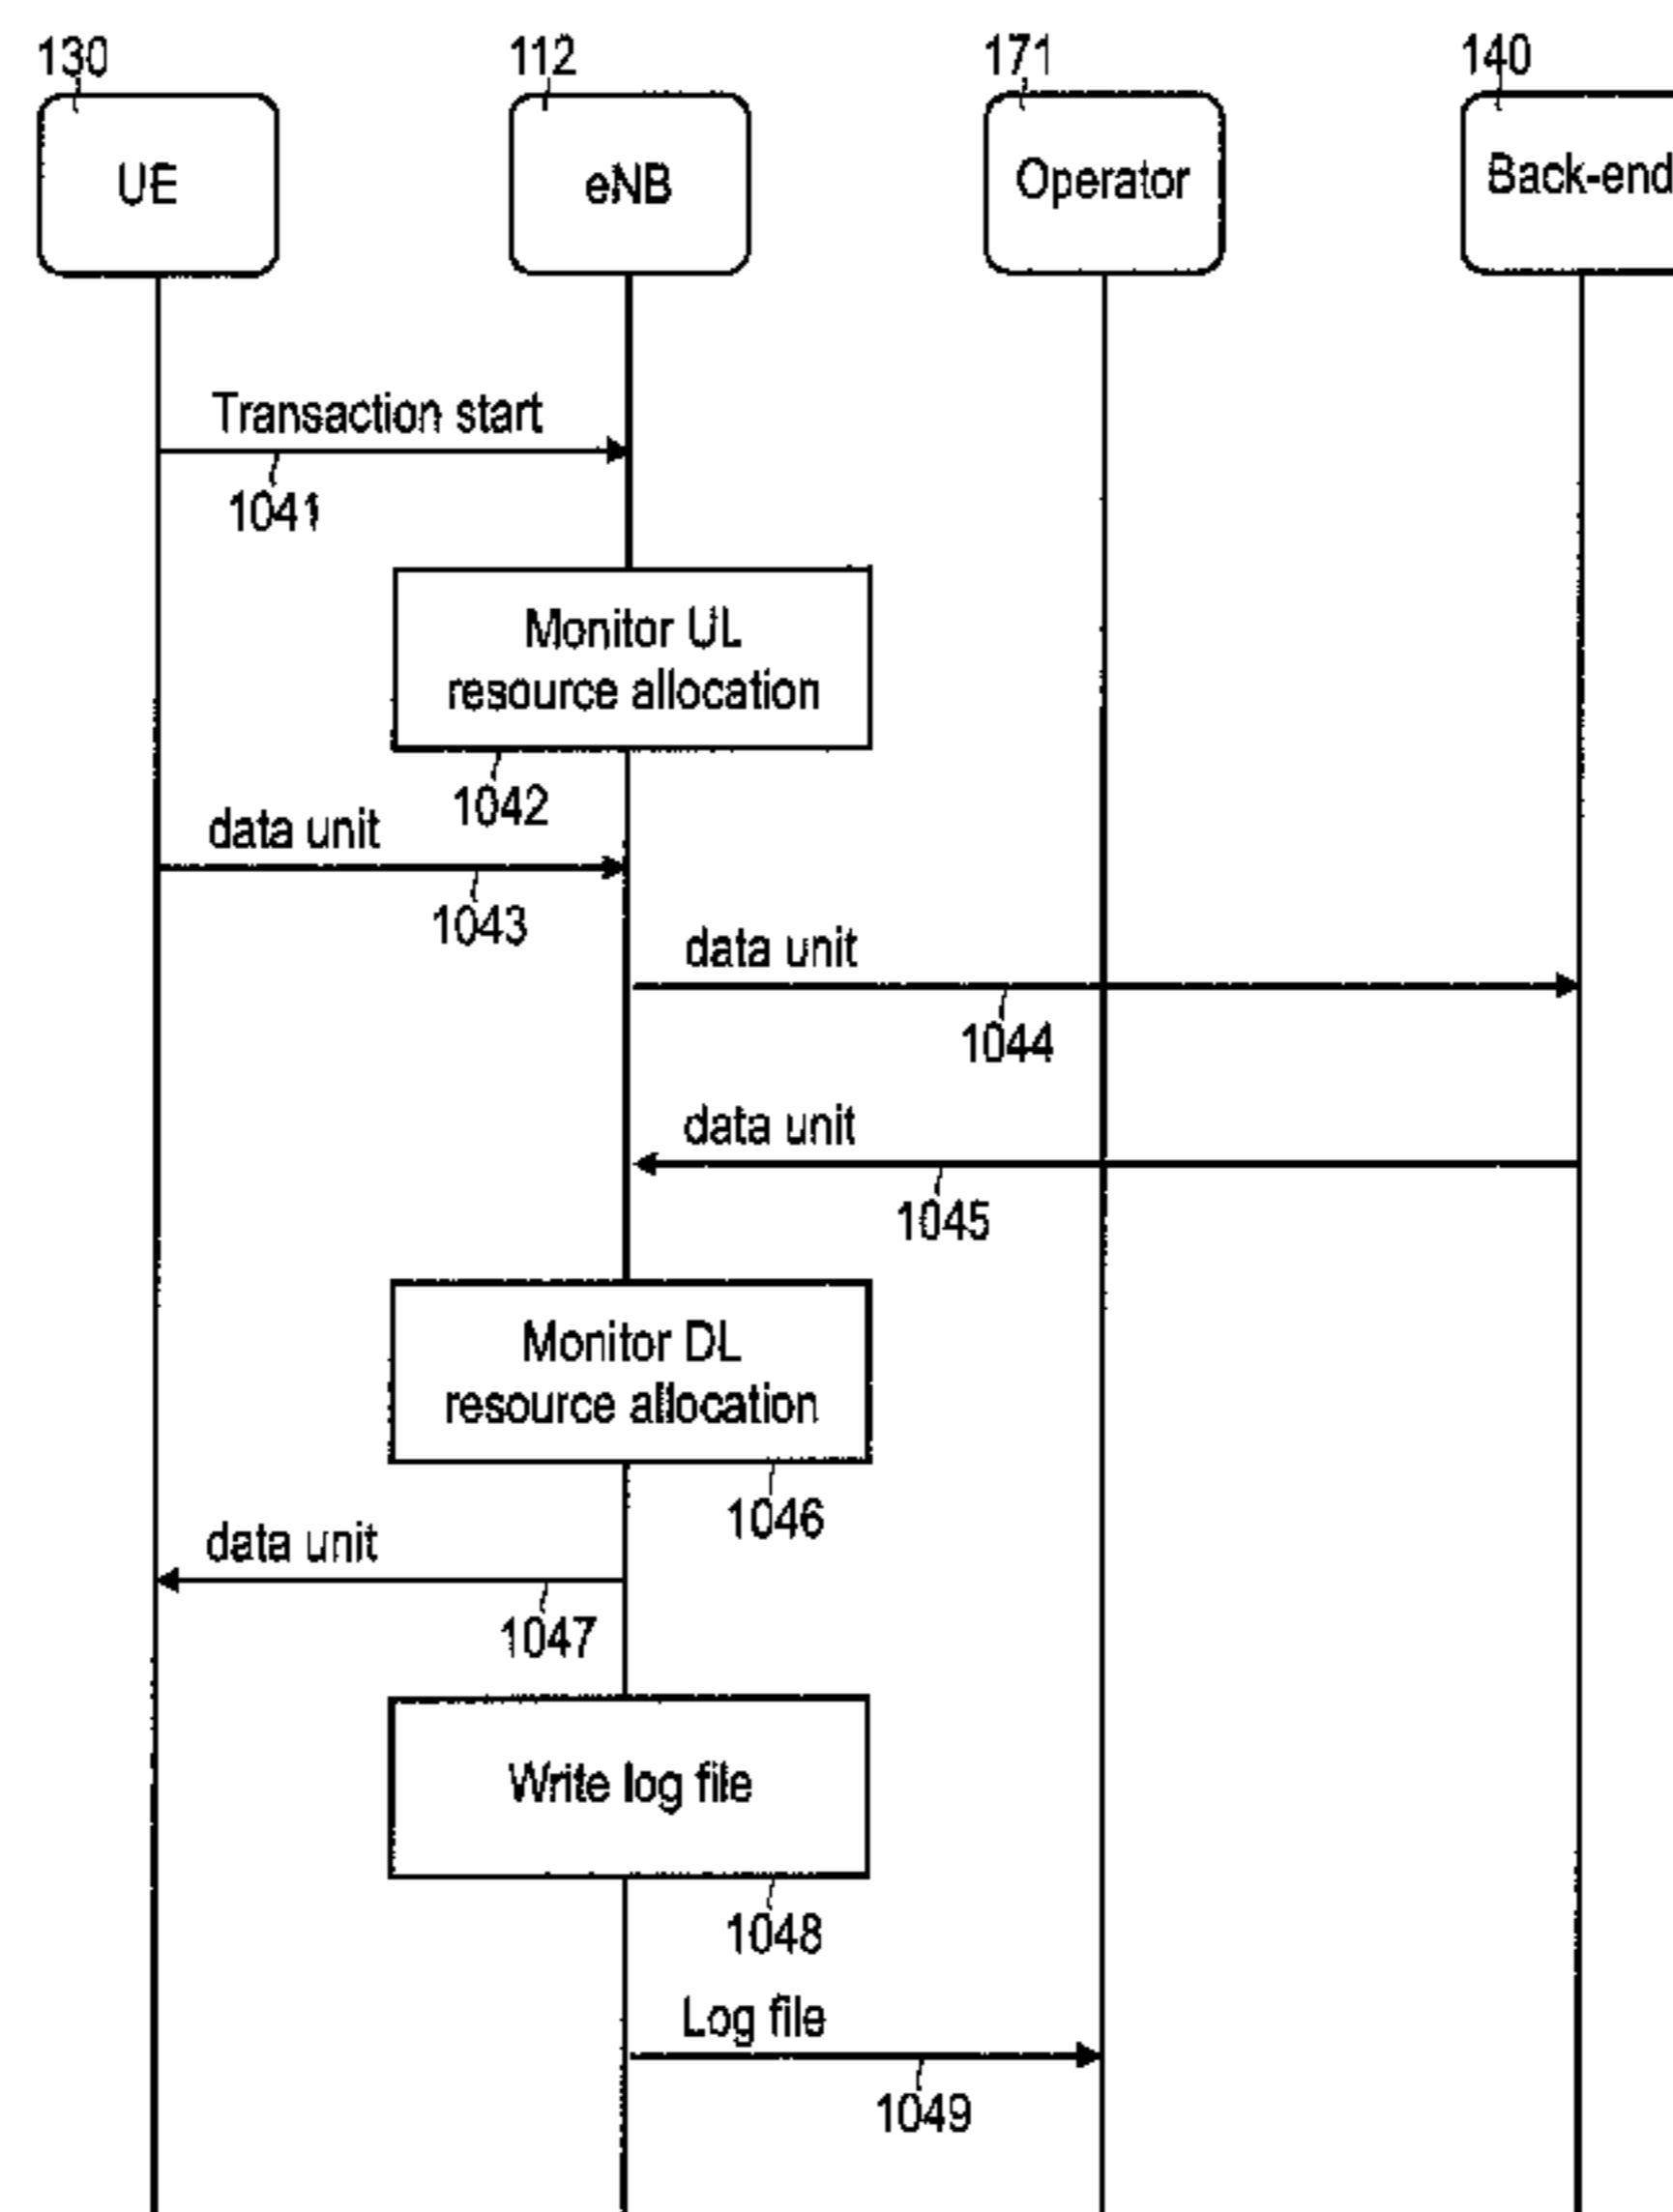 130
112
171
140
UE
eNB
Operator
Back-end
Transaction start
1041
Monitor UL
resource allocation
1042
data unit
1043
data unit
1044
data unit
1045
Monitor DL
resource allocation
1046
data unit
1047
Write log file
1048
Log file
1049